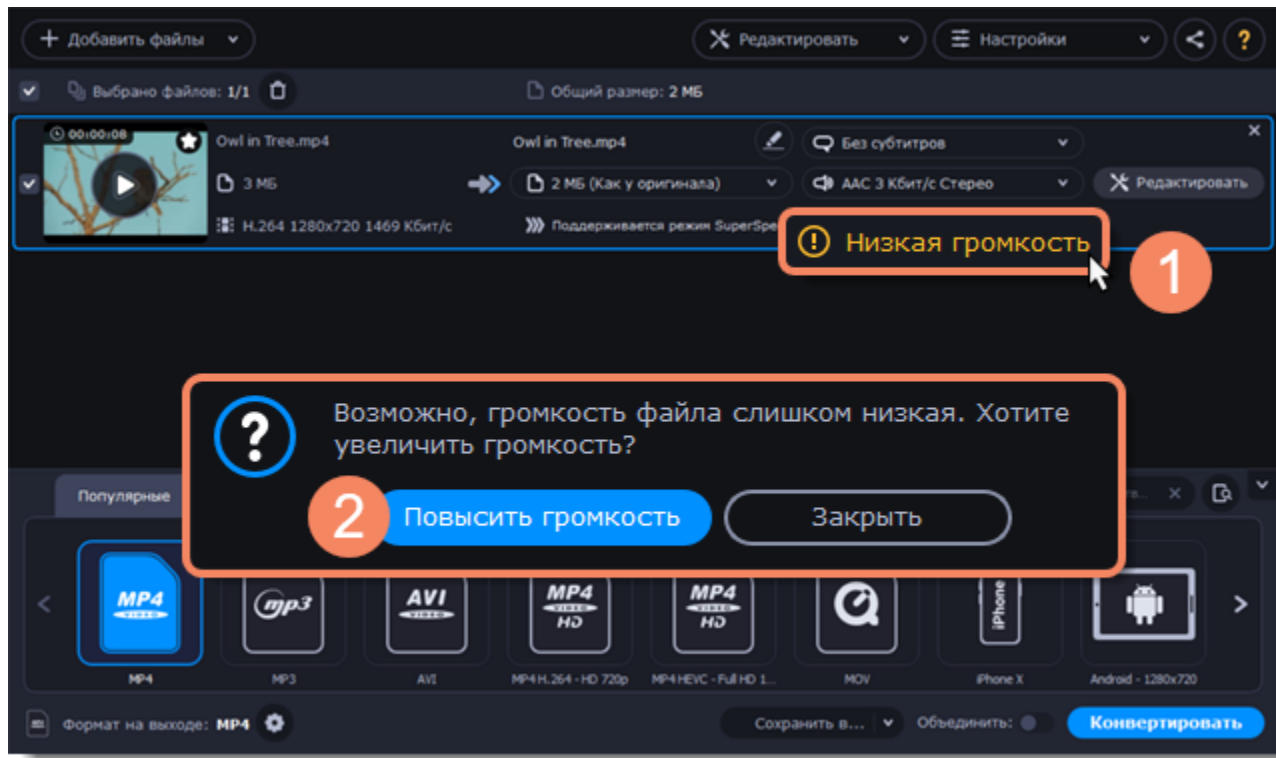 Добавить файлы
Редактировать
Настройки
?
Выбрано файлов: 1/1
Общий размер: 2 МБ
00:00:08
Owl in Tree.mp4
Owl in Tree.mp4
Без субтитров
3 МБ
2 МБ (Как у оригинала)
AAC 3 Кбит/с Стерео
Редактировать
H.264 1280x720 1469 Кбит/с
Поддерживается режим SuperSpe
Низкая громкость
1
?
Возможно, громкость файла слишком низкая. Хотите
увеличить громкость?
Популярные
2
Повысить громкость
Закрыть
MP4
VIDEO
mp3
AVI
VIDEO
MP4
VIDEO
HD
MP4
VIDEO
HD
iPhone
MP4
MP3
AVI
MP4 H.264 - HD 720p
MP4 HEVC - Full HD 1...
MOV
iPhone X
Android - 1280x720
Формат на выходе: MP4
Сохранить в...
Объединить:
Конвертировать